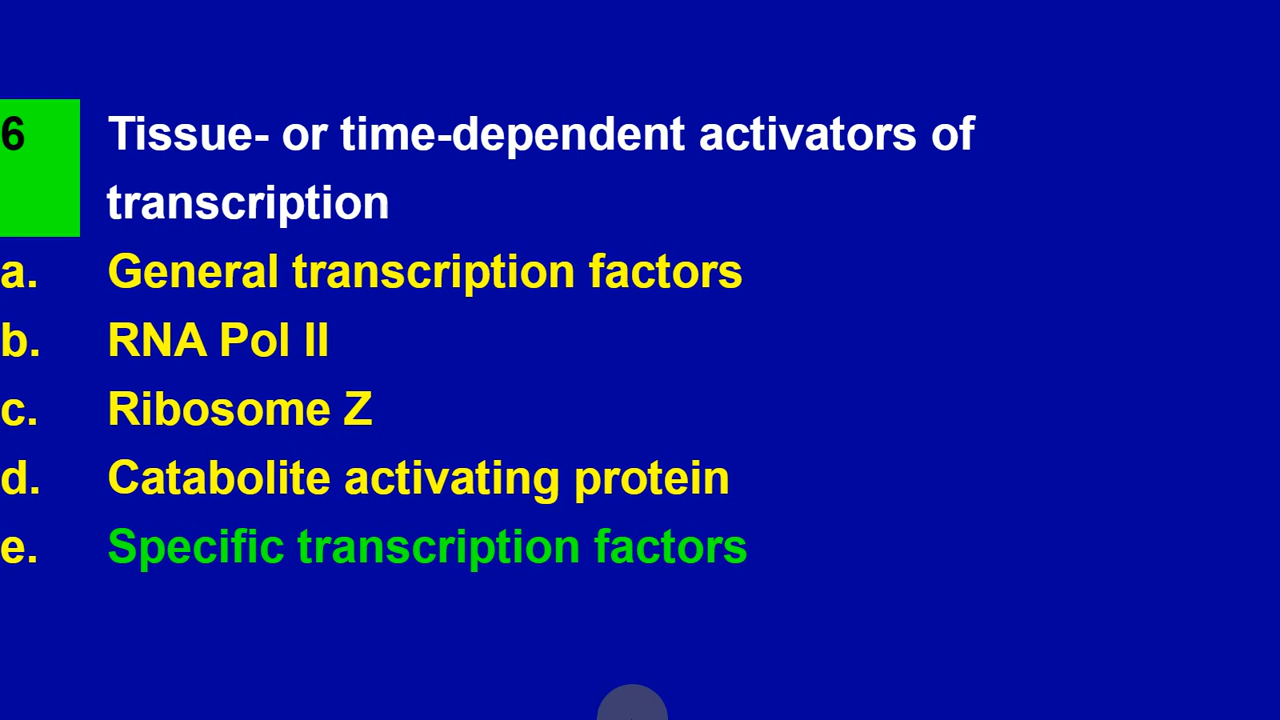 6 Tissue- or time-dependent activators of
transcription
a. General transcription factors
b. RNA Pol II
c. Ribosome Z
d. Catabolite activating protein
e. Specific transcription factors